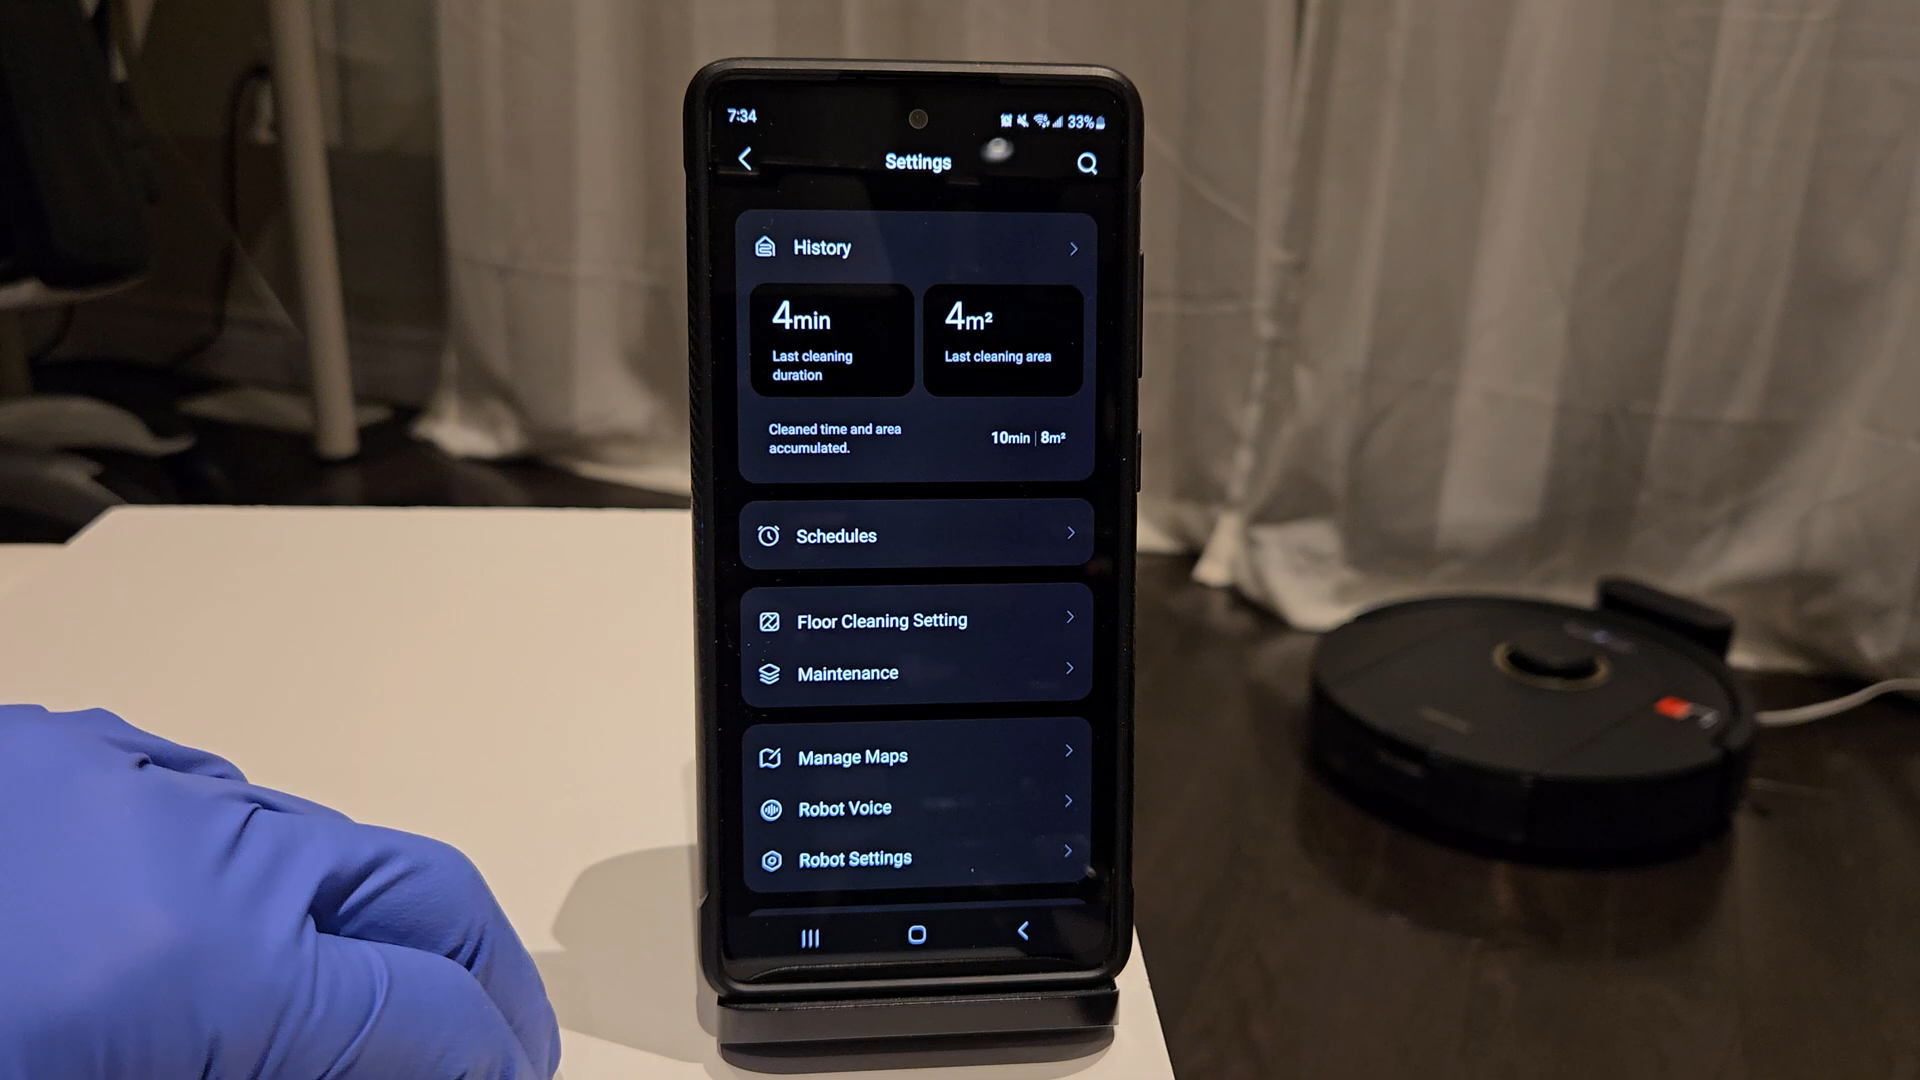 7:34
33%
Settings
History
4min
4m²
Last cleaning
duration
Last cleaning area
Cleaned time and area
accumulated.
10min | 8m²
Schedules
Floor Cleaning Setting
Maintenance
Manage Maps
Robot Voice
Robot Settings